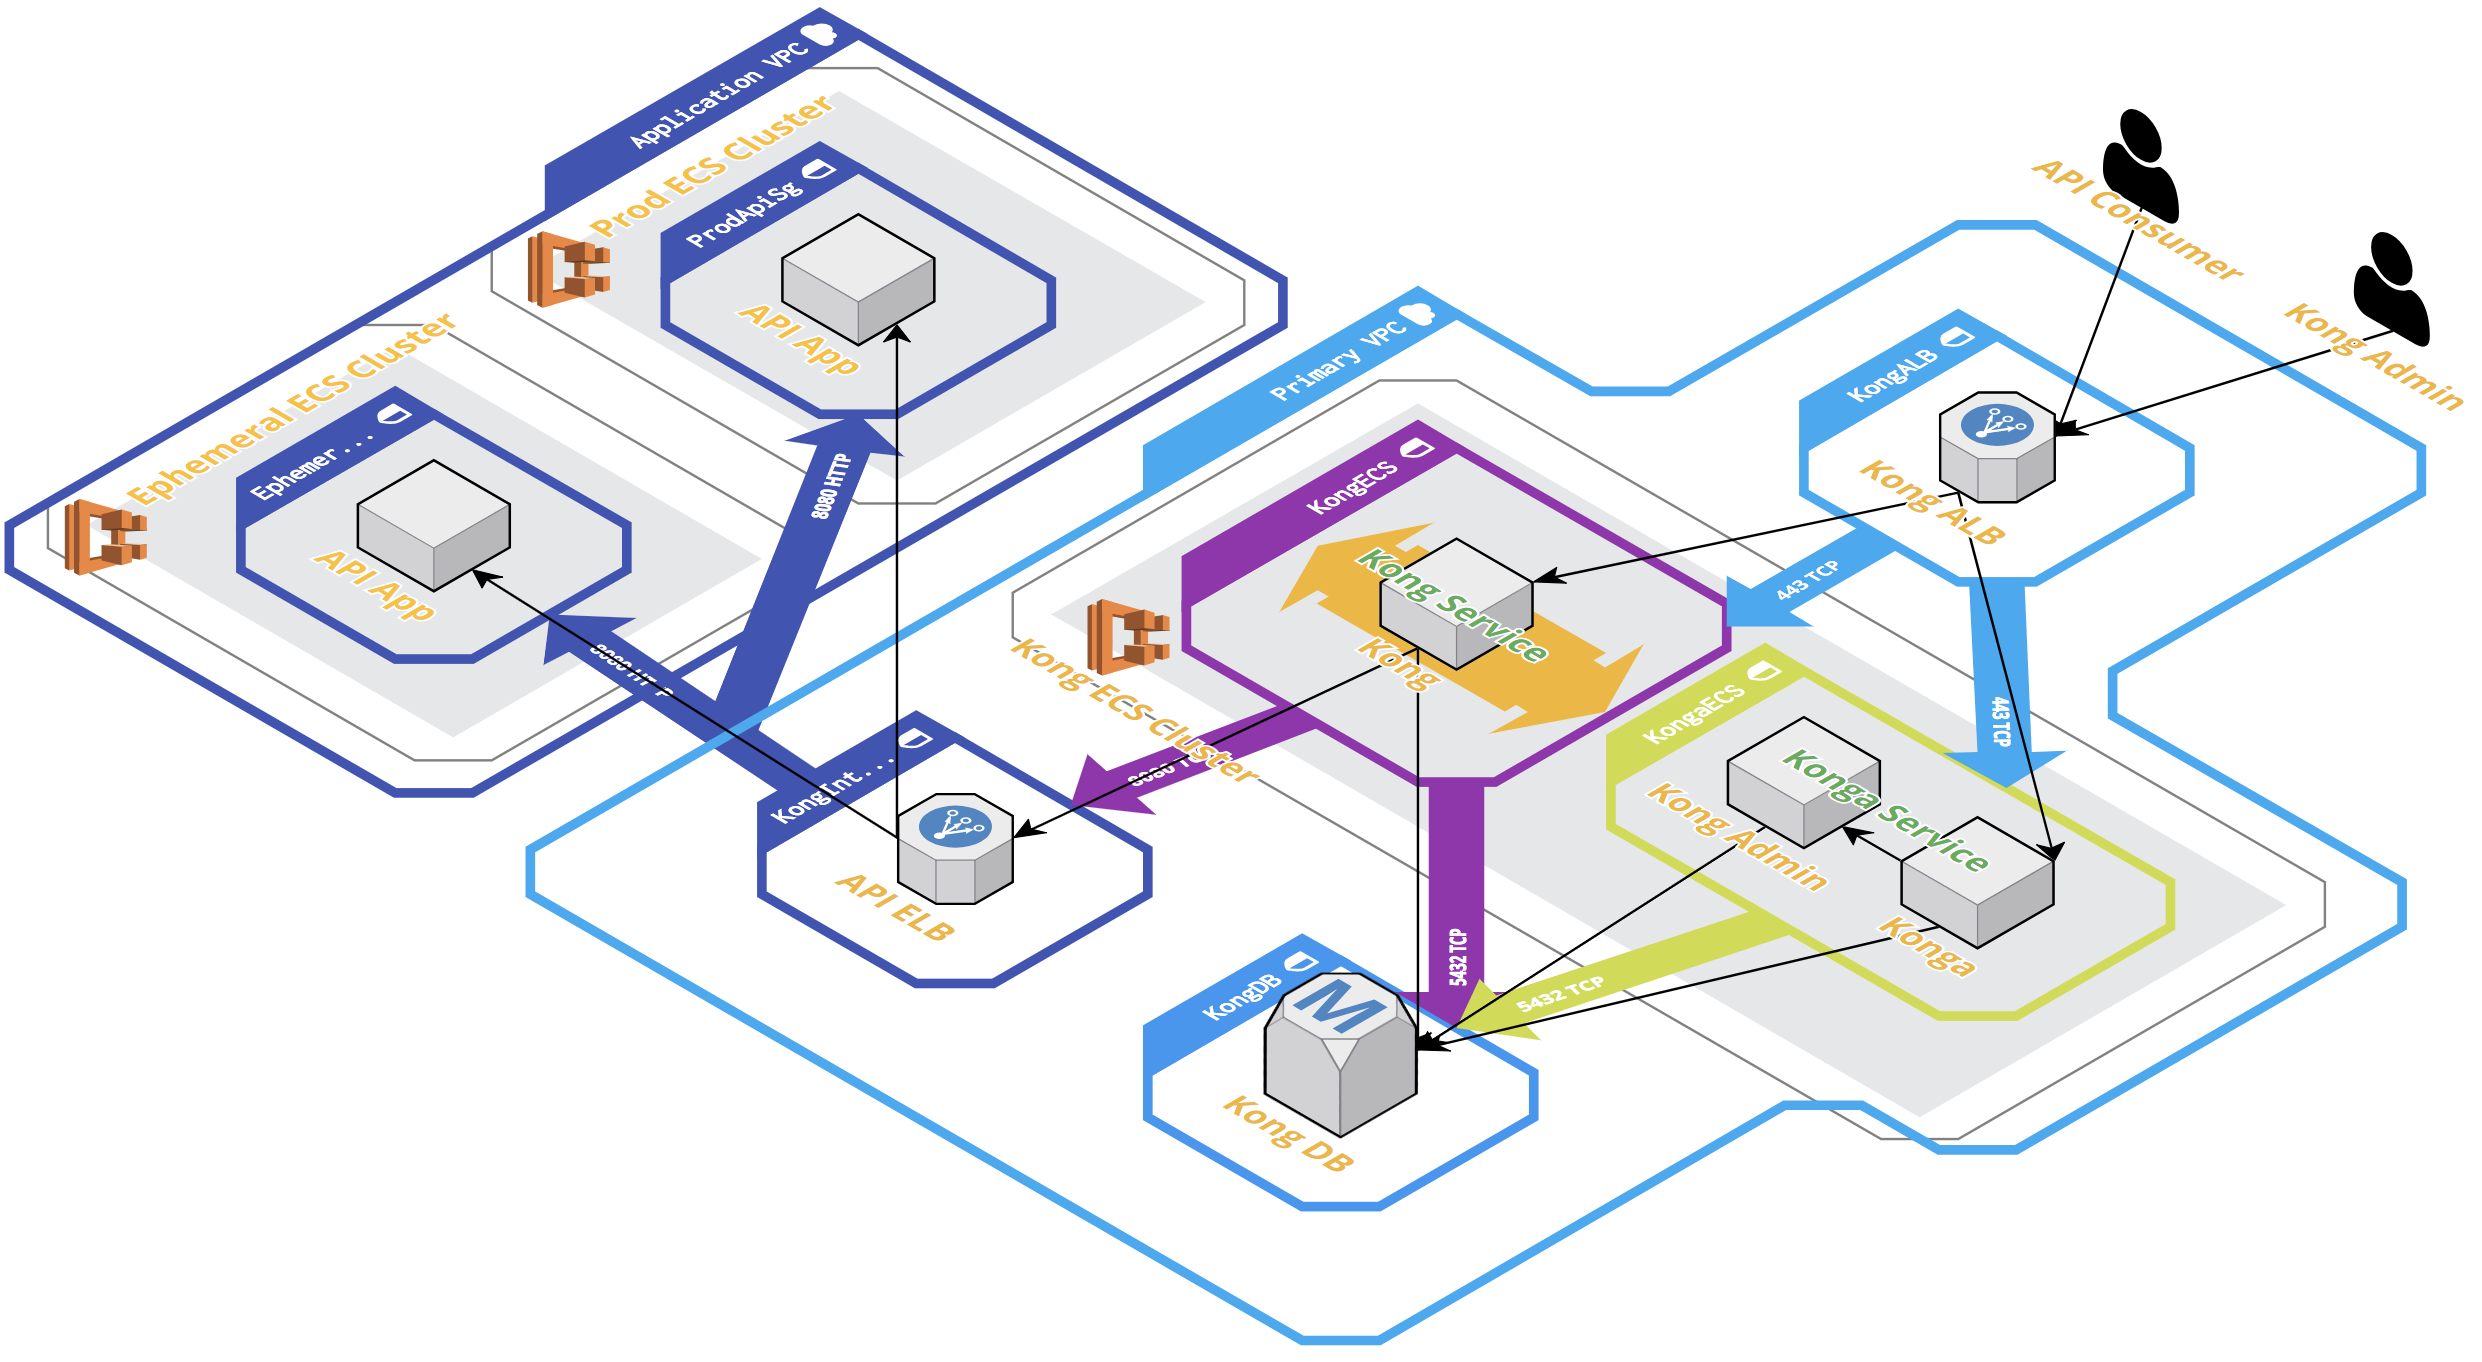 Application VPC
Prod ECS Cluster
ProdApiSg
API App
Ephemeral ECS Cluster
Ephemer...
API App
8080 HTTP
8080 HTTP
API Consumer
Kong Admin
Primary VPC
KongALB
Kong ALB
KongECS
Kong Service
Kong
443 TCP
443 TCP
Kong ECS Cluster
KongaECS
Konga Service
Kong Admin
Konga
KongInt...
API ELB
5432 TCP
5432 TCP
KongDB
M
Kong DB